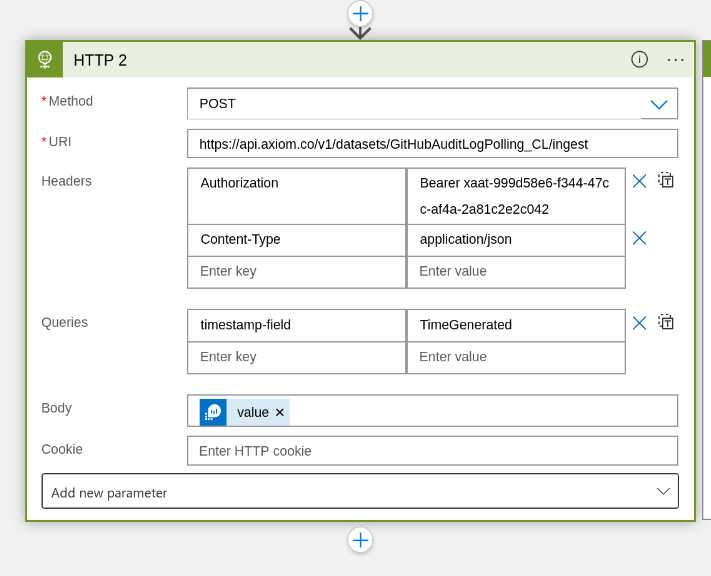 HTTP 2
* Method
POST
* URI
https://api.axiom.co/v1/datasets/GitHubAuditLogPolling_CL/ingest
Headers
Authorization
Bearer xaat-999d58e6-f344-47c
c-af4a-2a81c2e2c042
Content-Type
application/json
Enter key
Enter value
Queries
timestamp-field
TimeGenerated
Enter key
Enter value
Body
value
Cookie
Enter HTTP cookie
Add new parameter